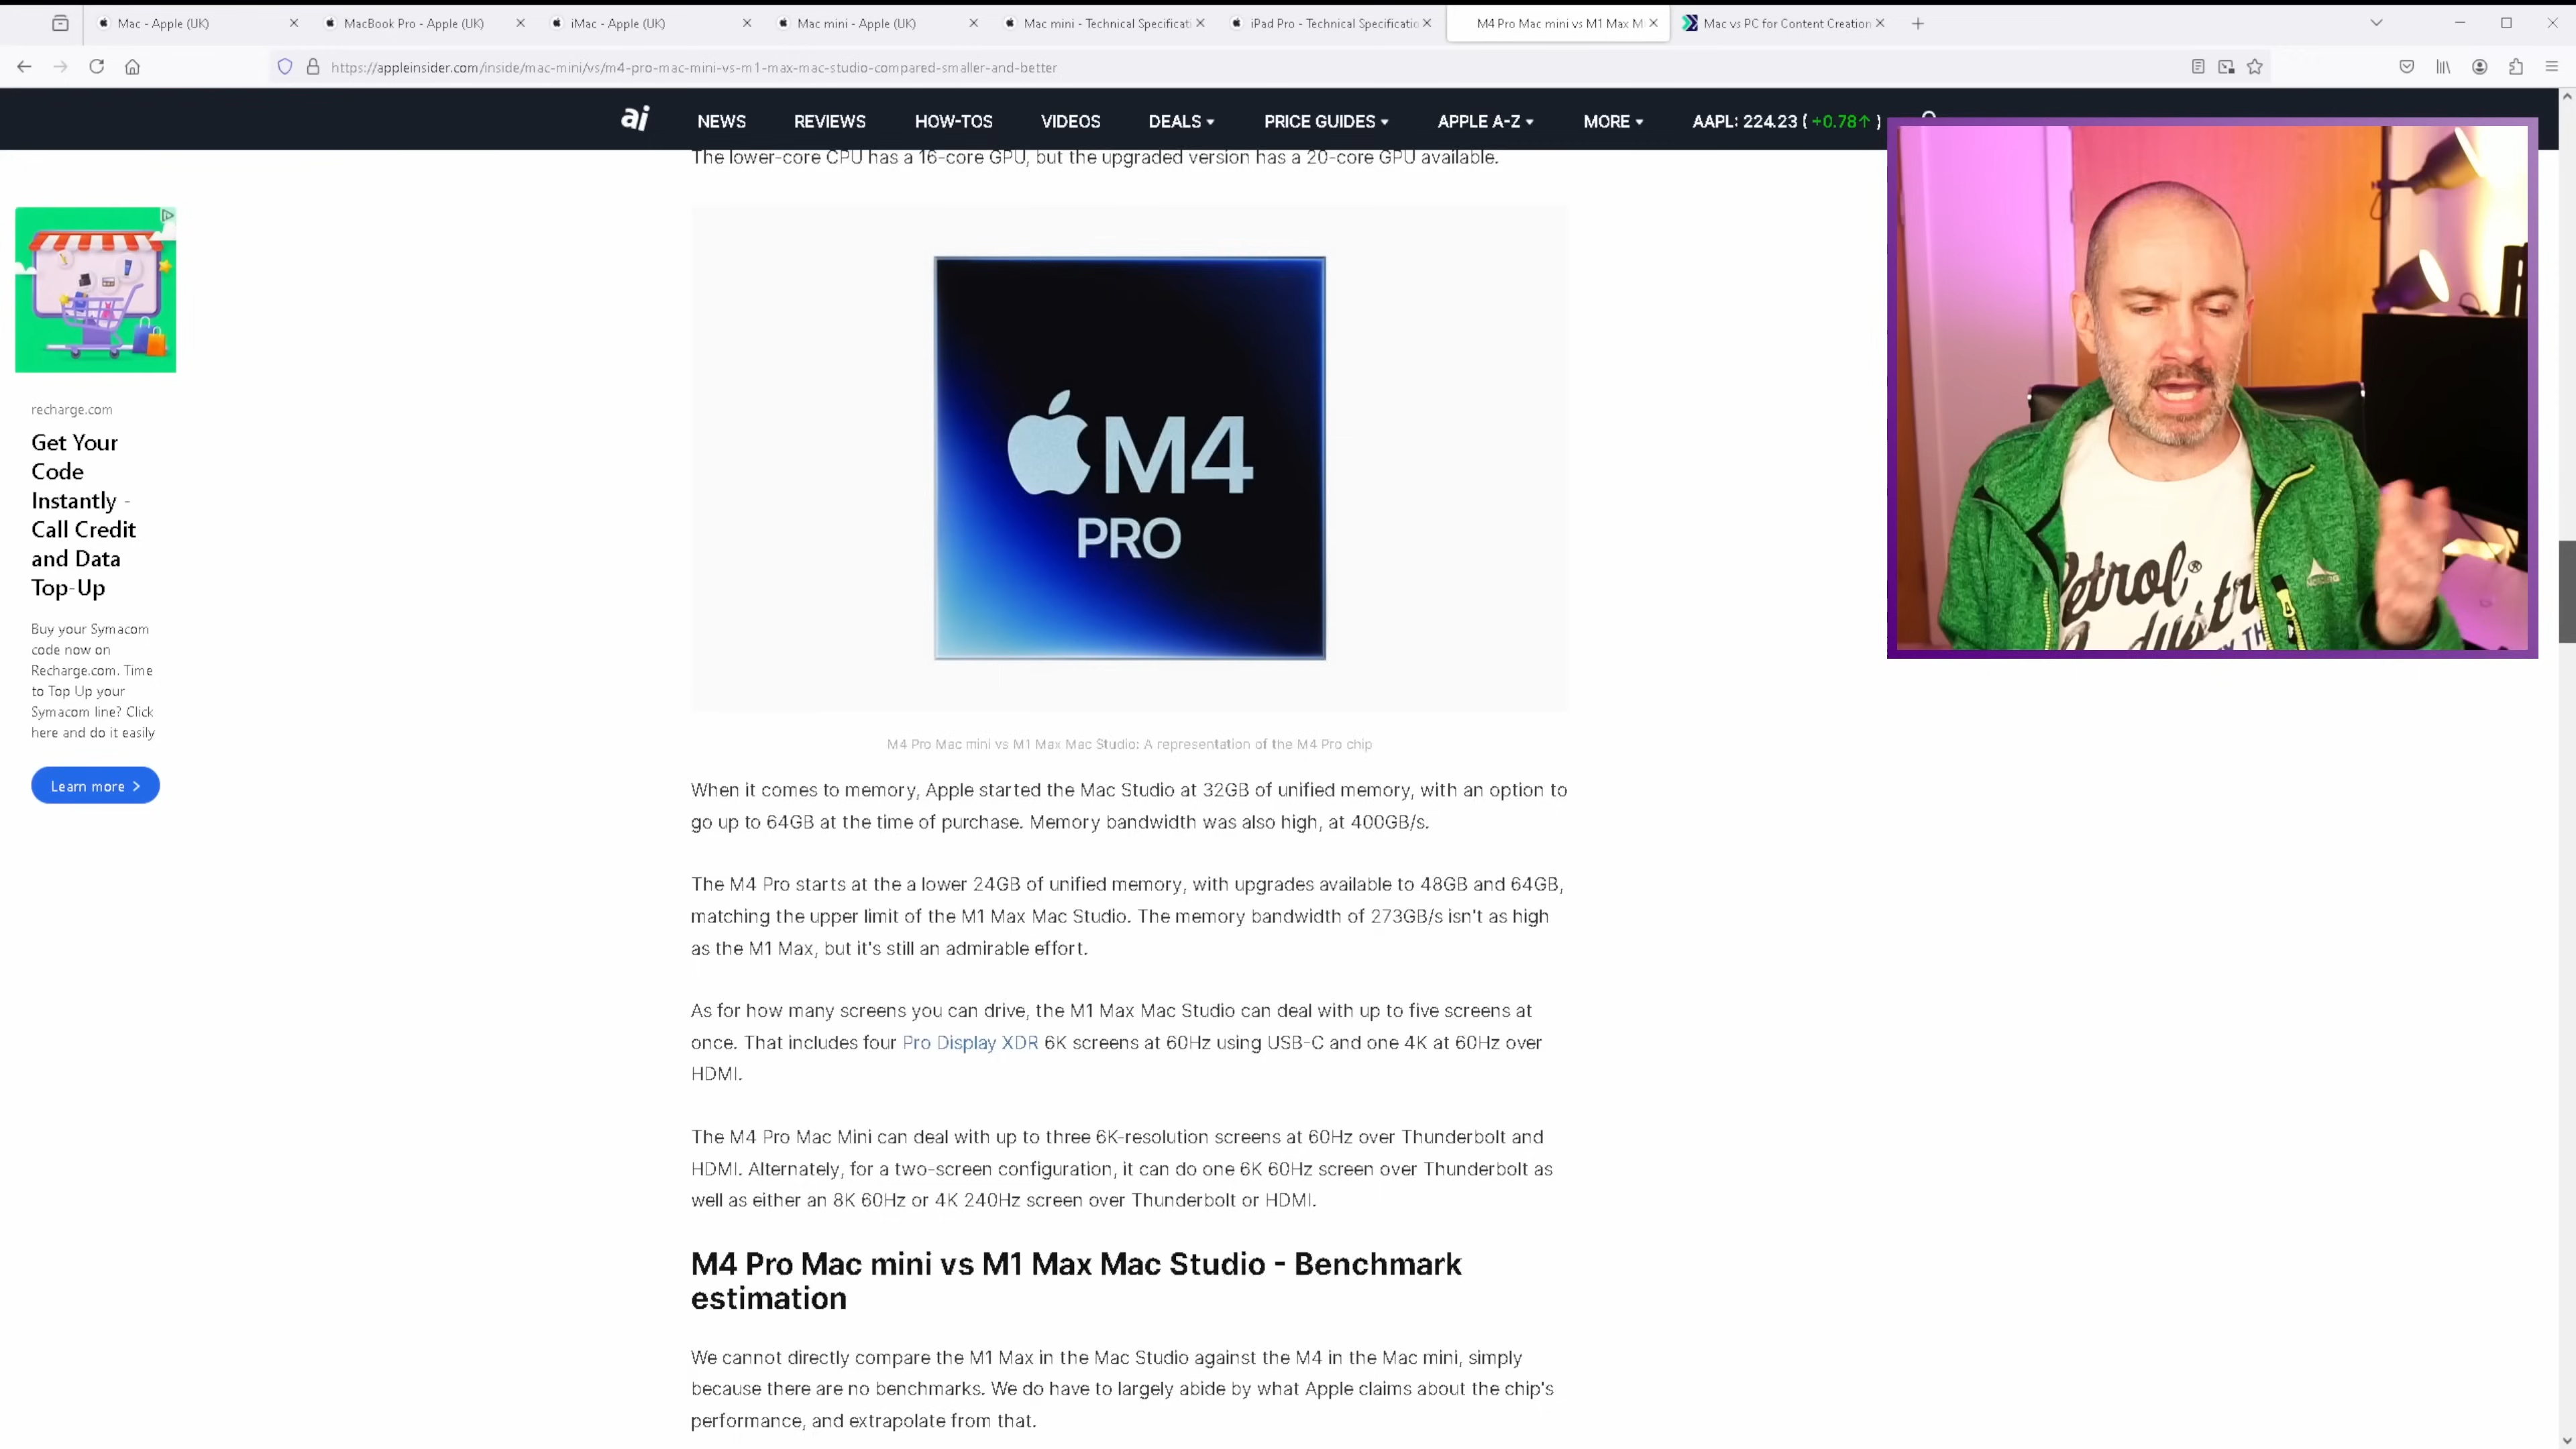 Mac - Apple (UK)
MacBook Pro - Apple (UK)
iMac - Apple (UK)
Mac mini - Apple (UK)
Mac mini - Technical Specificati
iPad Pro - Technical Specificatio
M4 Pro Mac mini vs M1 Max M
Mac vs PC for Content Creation
https://appleinsider.com/inside/mac-mini/vs/m4-pro-mac-mini-vs-m1-max-mac-studio-compared-smaller-and-better
ai
NEWS
REVIEWS
HOW-TOS
VIDEOS
DEALS
PRICE GUIDES
APPLE A-Z
MORE
AAPL: 224.23 ( +0.78↑ )
The lower-core CPU has a 16-core GPU, but the upgraded version has a 20-core GPU available.
recharge.com
Get Your
Code
Instantly -
Call Credit
and Data
Top-Up
Buy your Symacom
code now on
Recharge.com. Time
to Top Up your
Symacom line? Click
here and do it easily
Learn more >
M4
PRO
M4 Pro Mac mini vs M1 Max Mac Studio: A representation of the M4 Pro chip
When it comes to memory, Apple started the Mac Studio at 32GB of unified memory, with an option to
go up to 64GB at the time of purchase. Memory bandwidth was also high, at 400GB/s.
The M4 Pro starts at the a lower 24GB of unified memory, with upgrades available to 48GB and 64GB,
matching the upper limit of the M1 Max Mac Studio. The memory bandwidth of 273GB/s isn't as high
as the M1 Max, but it's still an admirable effort.
As for how many screens you can drive, the M1 Max Mac Studio can deal with up to five screens at
once. That includes four Pro Display XDR 6K screens at 60Hz using USB-C and one 4K at 60Hz over
HDMI.
The M4 Pro Mac Mini can deal with up to three 6K-resolution screens at 60Hz over Thunderbolt and
HDMI. Alternately, for a two-screen configuration, it can do one 6K 60Hz screen over Thunderbolt as
well as either an 8K 60Hz or 4K 240Hz screen over Thunderbolt or HDMI.
M4 Pro Mac mini vs M1 Max Mac Studio - Benchmark
estimation
We cannot directly compare the M1 Max in the Mac Studio against the M4 in the Mac mini, simply
because there are no benchmarks. We do have to largely abide by what Apple claims about the chip's
performance, and extrapolate from that.